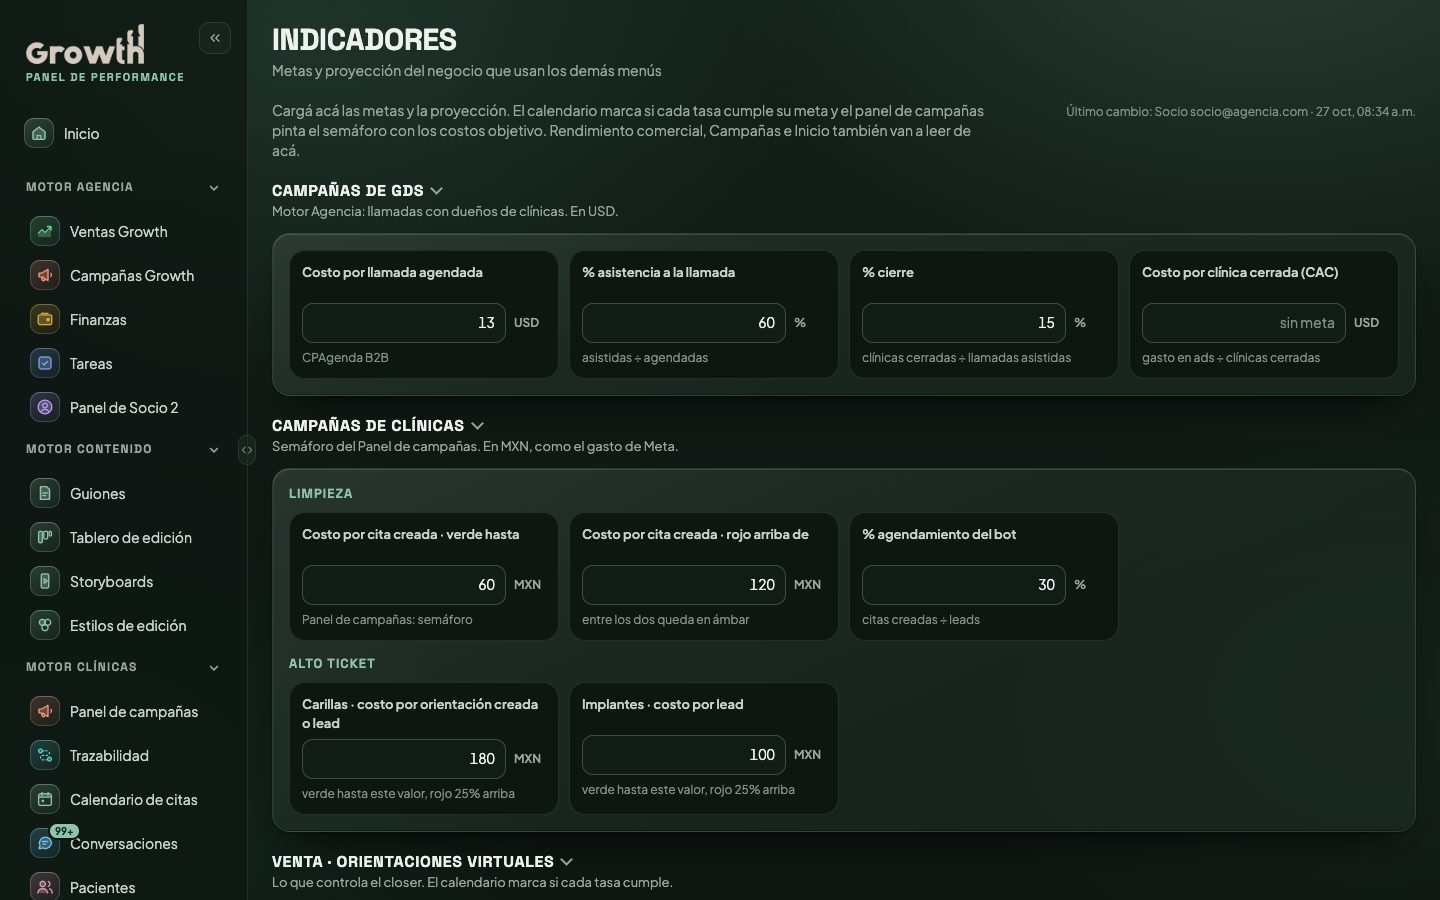 Growth
PANEL DE PERFORMANCE
Inicio
MOTOR AGENCIA
Ventas Growth
Campañas Growth
Finanzas
Tareas
Panel de Socio 2
MOTOR CONTENIDO
Guiones
Tablero de edición
Storyboards
Estilos de edición
MOTOR CLÍNICAS
Panel de campañas
Trazabilidad
Calendario de citas
99+
Conversaciones
Pacientes
INDICADORES
Metas y proyección del negocio que usan los demás menús
Cargá acá las metas y la proyección. El calendario marca si cada tasa cumple su meta y el panel de campañas
pinta el semáforo con los costos objetivo. Rendimiento comercial, Campañas e Inicio también van a leer de
acá.
Último cambio: Socio socio@agencia.com · 27 oct, 08:34 a.m.
CAMPAÑAS DE GDS
Motor Agencia: llamadas con dueños de clínicas. En USD.
Costo por llamada agendada
13 USD
CPAgenda B2B
% asistencia a la llamada
60 %
asistidas ÷ agendadas
% cierre
15 %
clínicas cerradas ÷ llamadas asistidas
Costo por clínica cerrada (CAC)
sin meta USD
gasto en ads ÷ clínicas cerradas
CAMPAÑAS DE CLÍNICAS
Semáforo del Panel de campañas. En MXN, como el gasto de Meta.
LIMPIEZA
Costo por cita creada · verde hasta
60 MXN
Panel de campañas: semáforo
Costo por cita creada · rojo arriba de
120 MXN
entre los dos queda en ámbar
% agendamiento del bot
30 %
citas creadas ÷ leads
ALTO TICKET
Carillas · costo por orientación creada
o lead
180 MXN
verde hasta este valor, rojo 25% arriba
Implantes · costo por lead
100 MXN
verde hasta este valor, rojo 25% arriba
VENTA · ORIENTACIONES VIRTUALES
Lo que controla el closer. El calendario marca si cada tasa cumple.